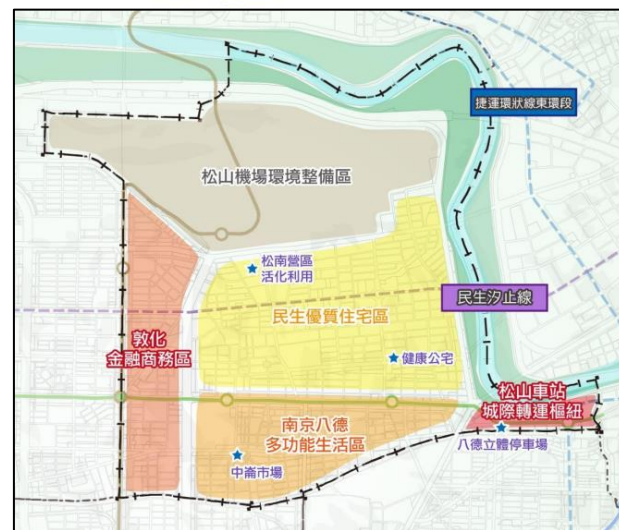 捷運環狀線東環段
松山機場環境整備區
松南營區
活化利用
民生汐止線
民生優質住宅區
敦化
金融商務區
健康公宅
松山車站
城際轉運樞紐
南京八德
多功能生活區
八德立體停車場
中崙市場